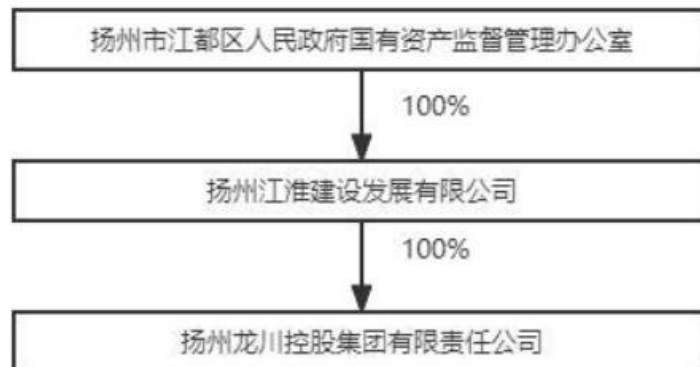 扬州市江都区人民政府国有资产监督管理办公室
100%
扬州江淮建设发展有限公司
100%
扬州龙川控股集团有限责任公司